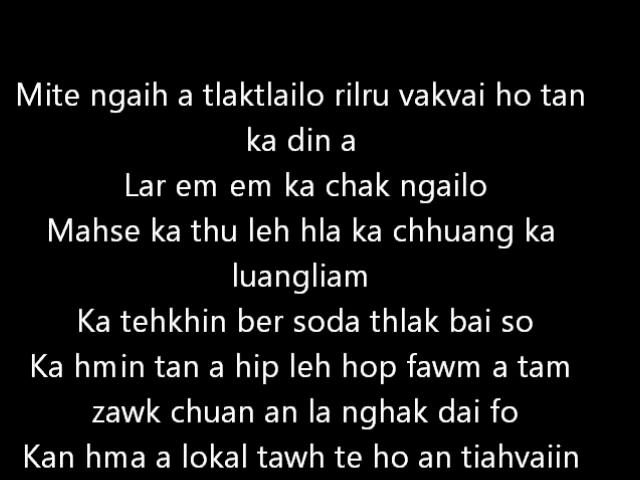 Mite ngaih a tlaktlailo rilru vakvai ho tan
ka din a
Lar em em ka chak ngailo
Mahse ka thu leh hla ka chhuang ka
luangliam
Ka tehkhin ber soda thlak bai so
Ka hmin tan a hip leh hop fawm a tam
zawk chuan an la nghak dai fo
Kan hma a lokal tawh te ho an tiahvaiin